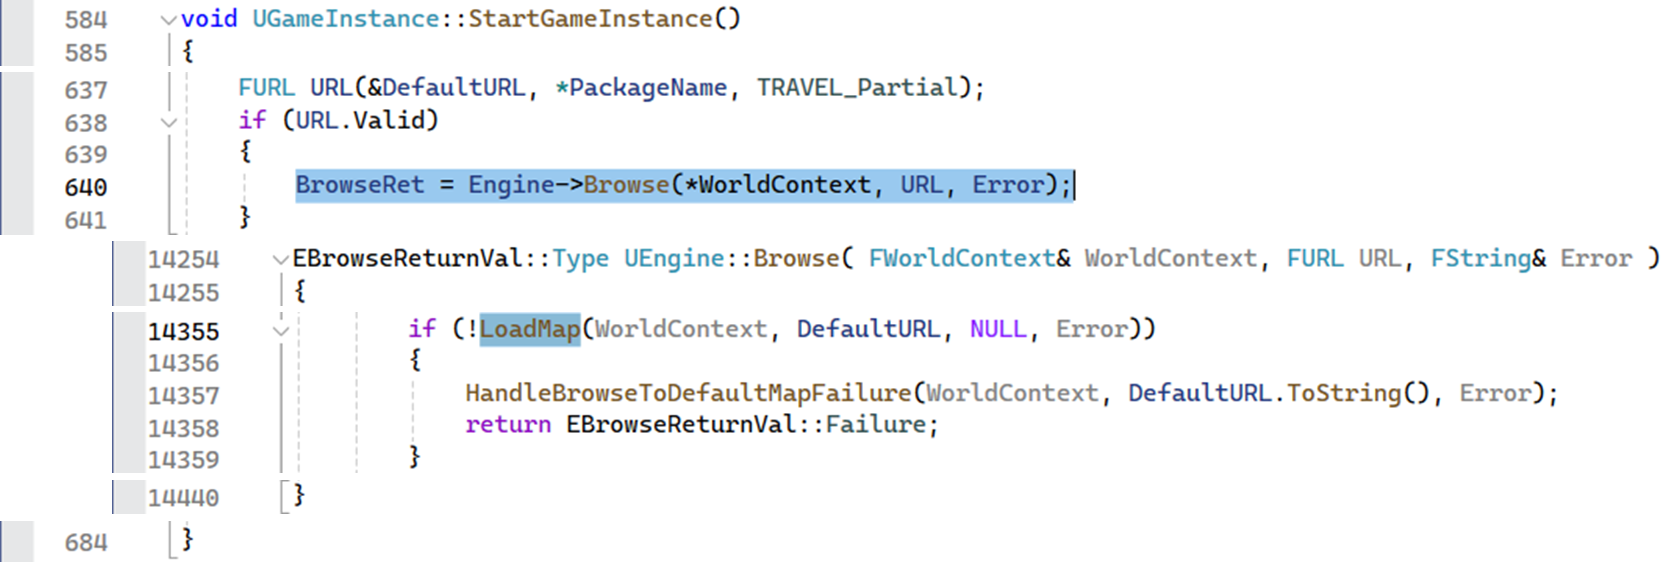 584 void UGameInstance::StartGameInstance()
585 {
637 FURL URL(&DefaultURL, *PackageName, TRAVEL_Partial);
638 if (URL.Valid)
639 {
640 BrowseRet = Engine->Browse(*WorldContext, URL, Error);
641 }
14254 EBrowseReturnVal::Type UEngine::Browse( FWorldContext& WorldContext, FURL URL, FString& Error )
14255 {
14355 if (!LoadMap(WorldContext, DefaultURL, NULL, Error))
14356 {
14357 HandleBrowseToDefaultMapFailure(WorldContext, DefaultURL.ToString(), Error);
14358 return EBrowseReturnVal::Failure;
14359 }
14440 }
684 }